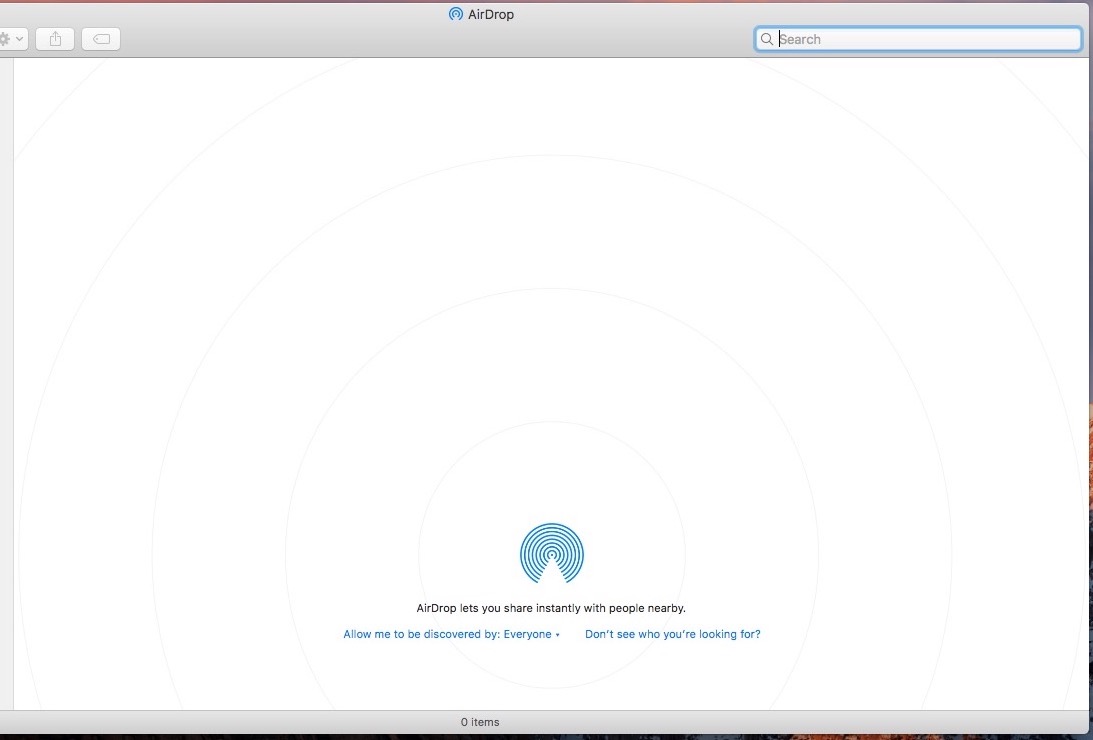 AirDrop
Search
AirDrop lets you share instantly with people nearby.
Allow me to be discovered by: Everyone Don't see who you're looking for?
0 items